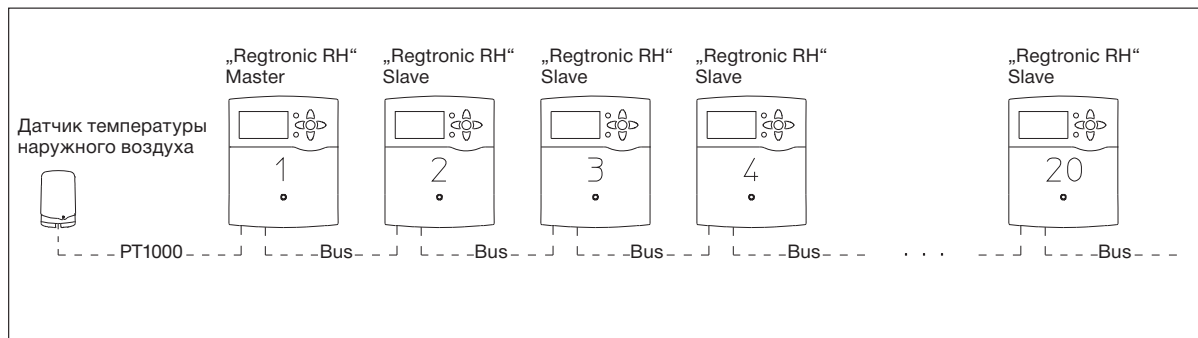 „Regtronic RH“
Master
„Regtronic RH“
Slave
„Regtronic RH“
Slave
„Regtronic RH“
Slave
„Regtronic RH“
Slave
Датчик температуры
наружного воздуха
1
2
3
4
20
PT1000
Bus
Bus
Bus
Bus
. . .
Bus